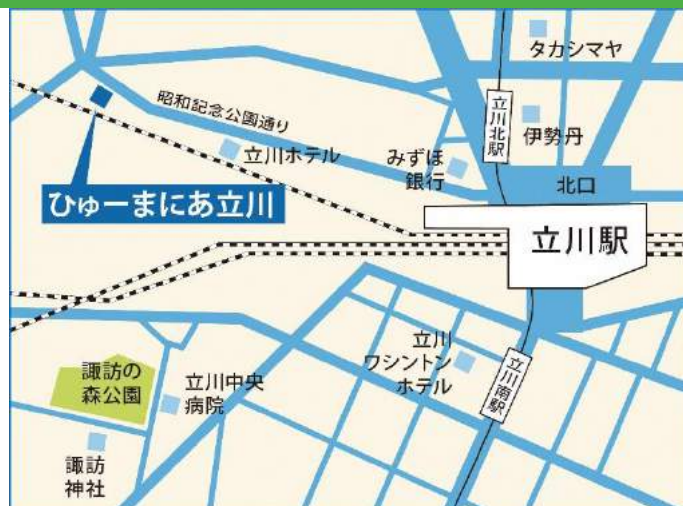 タカシマヤ
立川北駅
昭和記念公園通り
伊勢丹
立川ホテル
みずほ
銀行
北口
ひゅーまにあ立川
立川駅
立川
ワシントン
ホテル
立川南駅
諏訪の
森公園
立川中央
病院
諏訪
神社